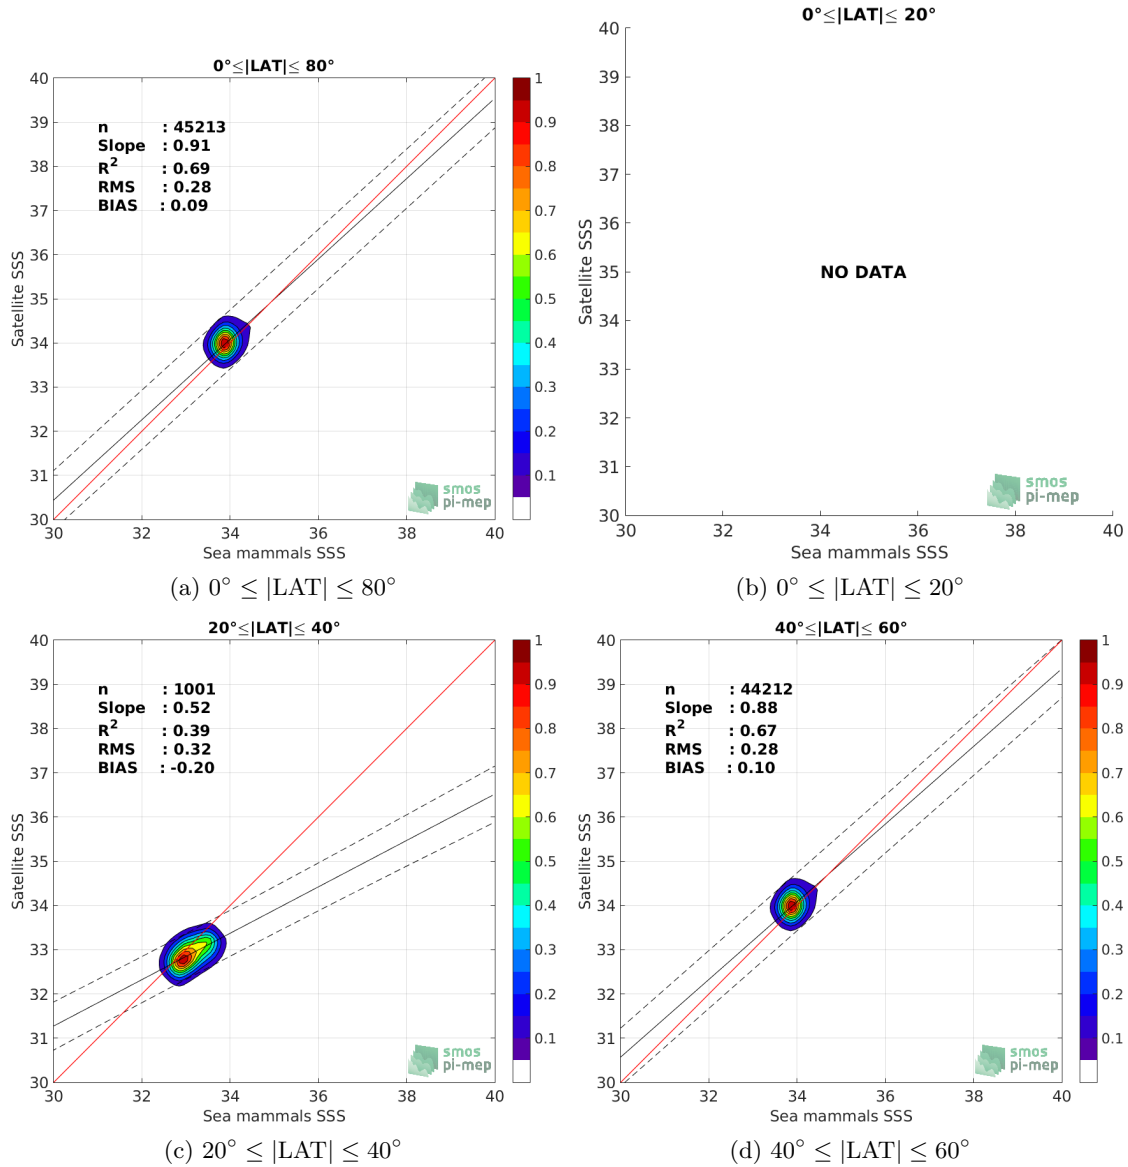 0°≤|LAT|≤ 80°
40
39
38
37
36
35
34
33
32
31
30
Satellite SSS
n : 45213
Slope : 0.91
R² : 0.69
RMS : 0.28
BIAS : 0.09
smos
pi-mep
30 32 34 36 38 40
Sea mammals SSS
1
0.9
0.8
0.7
0.6
0.5
0.4
0.3
0.2
0.1
(a) 0° ≤ |LAT| ≤ 80°
0°≤|LAT|≤ 20°
40
39
38
37
36
35
34
33
32
31
30
Satellite SSS
NO DATA
smos
pi-mep
30 32 34 36 38 40
Sea mammals SSS
(b) 0° ≤ |LAT| ≤ 20°
20°≤|LAT|≤ 40°
40
39
38
37
36
35
34
33
32
31
30
Satellite SSS
n : 1001
Slope : 0.52
R² : 0.39
RMS : 0.32
BIAS : -0.20
smos
pi-mep
30 32 34 36 38 40
Sea mammals SSS
1
0.9
0.8
0.7
0.6
0.5
0.4
0.3
0.2
0.1
(c) 20° ≤ |LAT| ≤ 40°
40°≤|LAT|≤ 60°
40
39
38
37
36
35
34
33
32
31
30
Satellite SSS
n : 44212
Slope : 0.88
R² : 0.67
RMS : 0.28
BIAS : 0.10
smos
pi-mep
30 32 34 36 38 40
Sea mammals SSS
1
0.9
0.8
0.7
0.6
0.5
0.4
0.3
0.2
0.1
(d) 40° ≤ |LAT| ≤ 60°